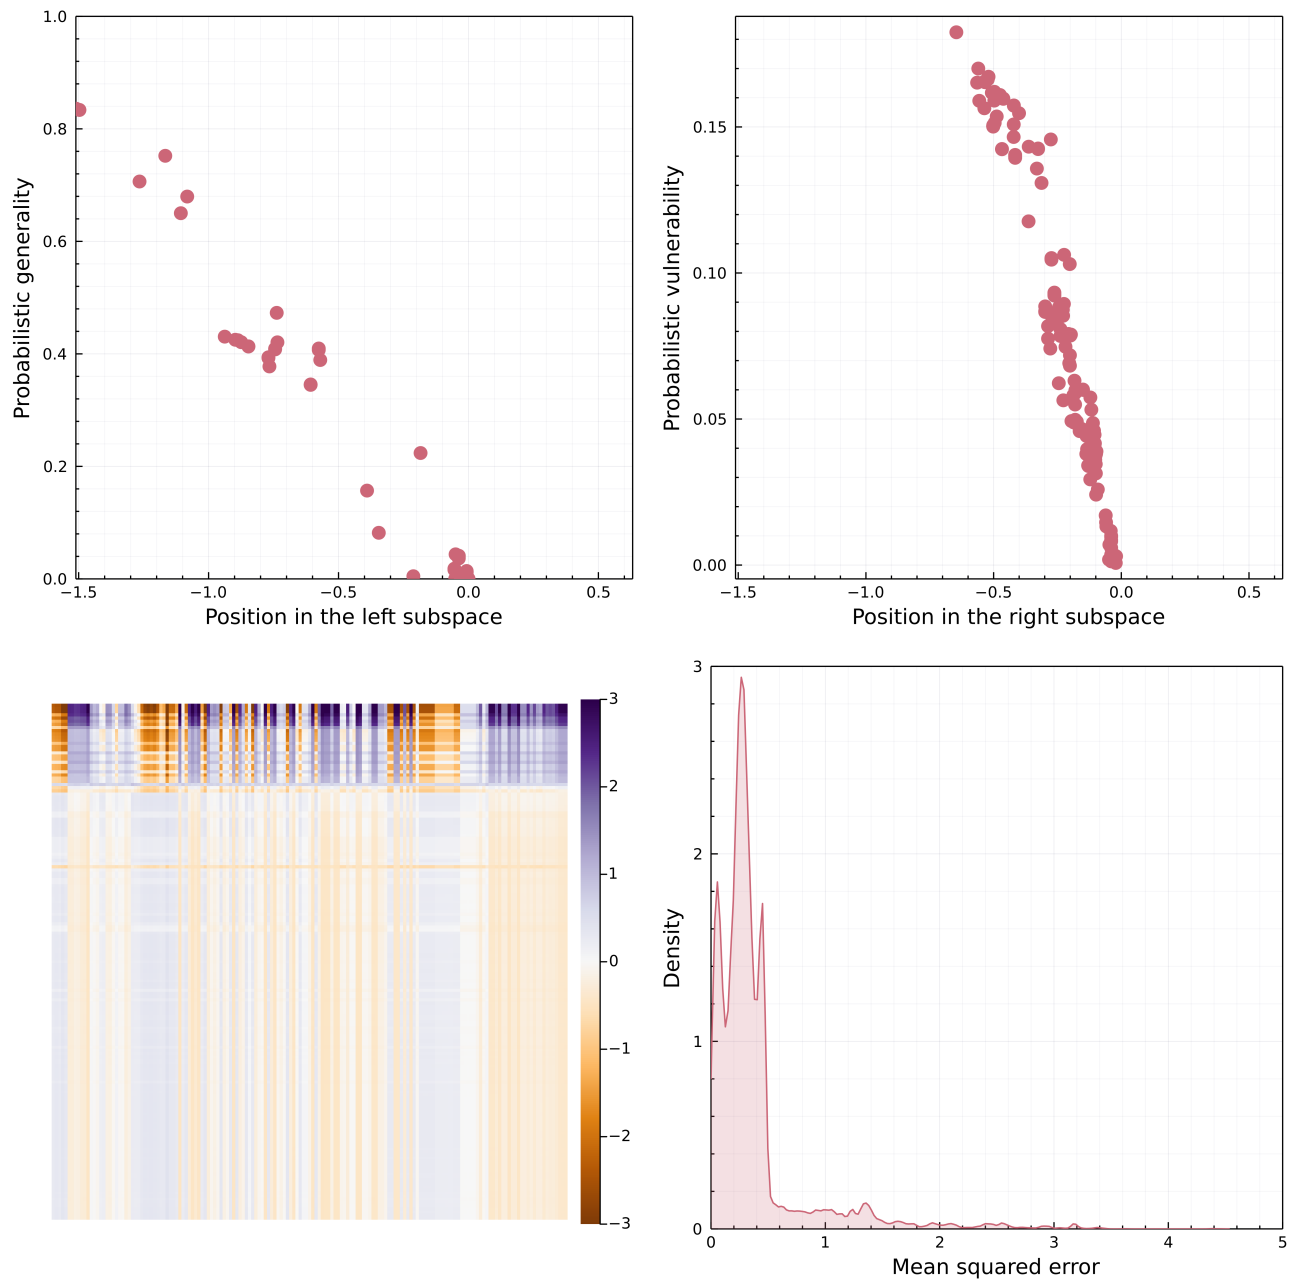 1.0
0.8
0.6
0.4
0.2
0.0
Probabilistic generality
−1.5 −1.0 −0.5 0.0 0.5
Position in the left subspace
0.15
0.10
0.05
0.00
Probabilistic vulnerability
−1.5 −1.0 −0.5 0.0 0.5
Position in the right subspace
3
2
1
0
−1
−2
−3
3
2
1
0
Density
0 1 2 3 4 5
Mean squared error